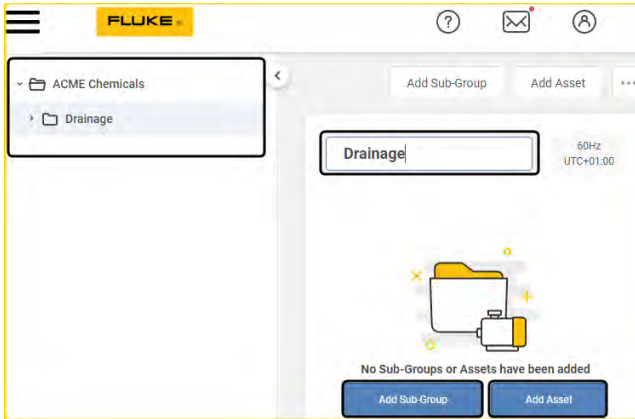 FLUKE
ACME Chemicals
Drainage
Add Sub-Group
Add Asset
Drainage
60Hz
UTC+01:00
No Sub-Groups or Assets have been added
Add Sub-Group
Add Asset